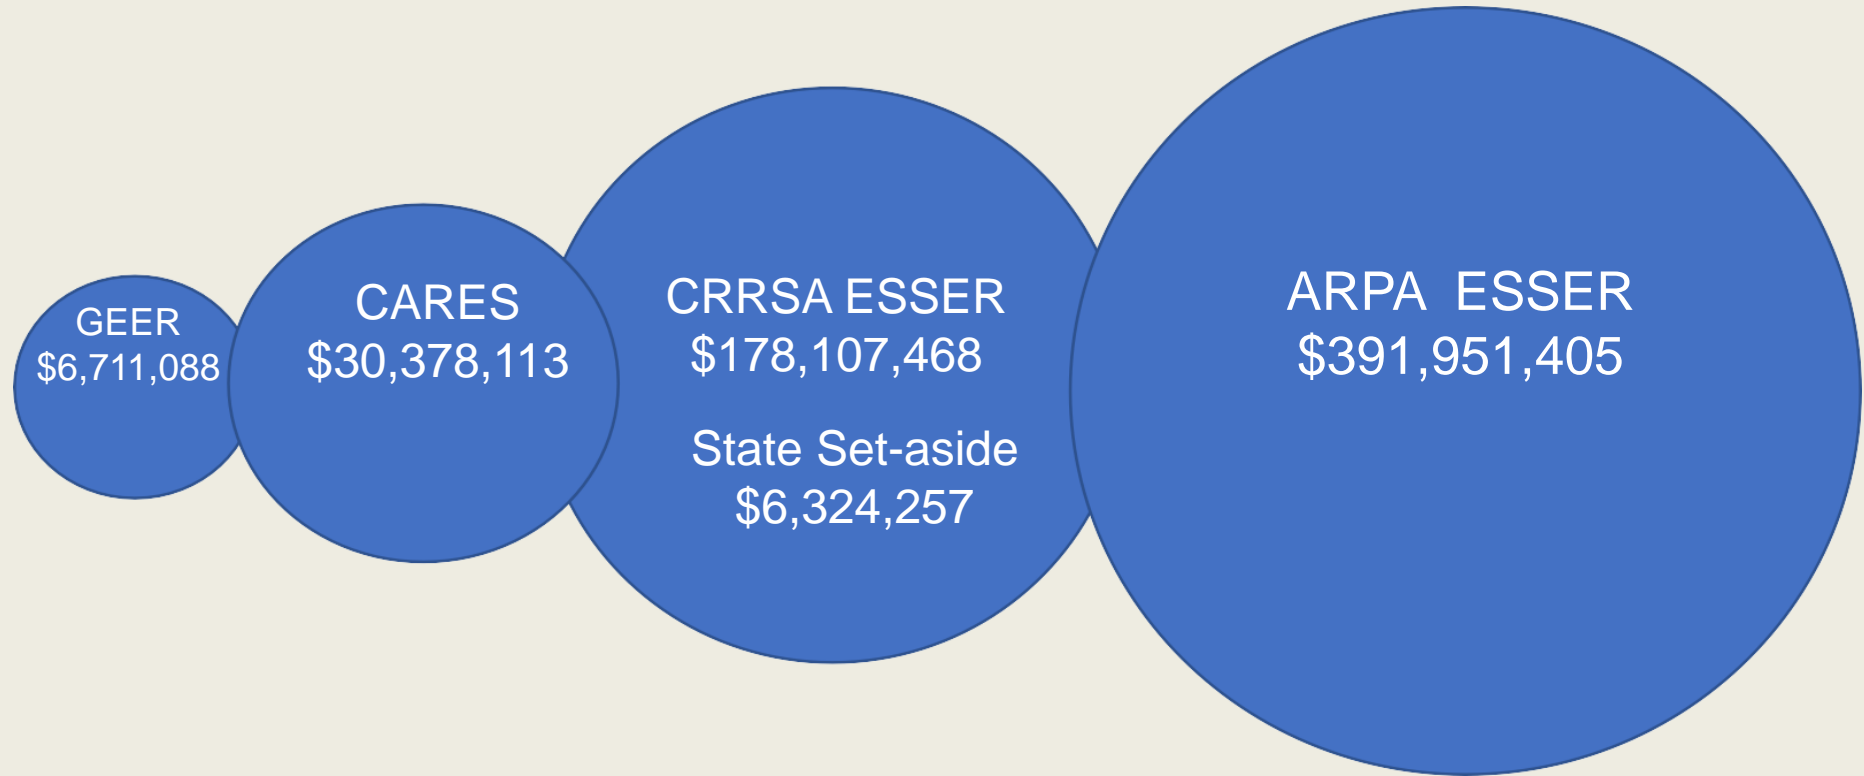 GEER
$6,711,088
CARES
$30,378,113
CRRSA ESSER
$178,107,468
State Set-aside
$6,324,257
ARPA  ESSER
$391,951,405